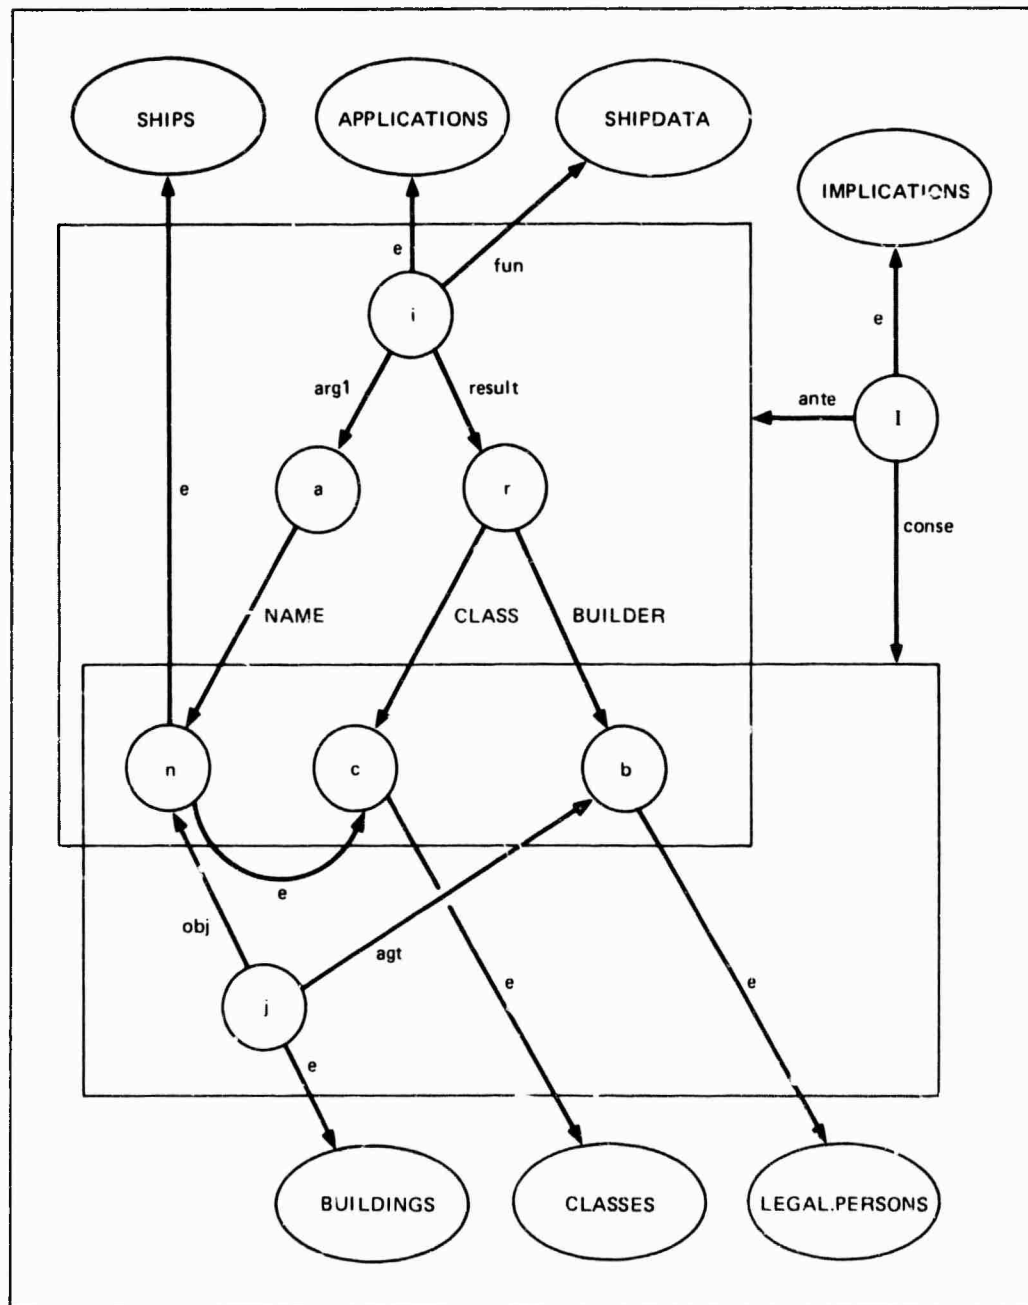 SHIPS
APPLICATIONS
SHIPDATA
IMPLICATIONS
e
fun
e
i
ante
I
arg1
result
e
a
r
conse
NAME
CLASS
BUILDER
n
c
b
e
obj
agt
e
e
j
e
BUILDINGS
CLASSES
LEGAL.PERSONS